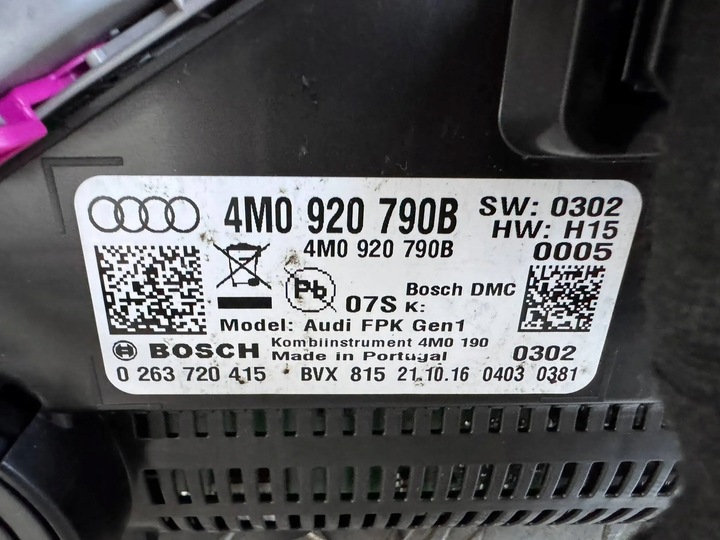 4M0 920 790B SW: 0302
HW: H15
4M0 920 790B 0005
Pb 07S Bosch DMC
K:
Model: Audi FPK Gen1
BOSCH Kombiinstrument 4M0 190
Made in Portugal 0302
0 263 720 415 BVX 815 21.10.16 0403 0381